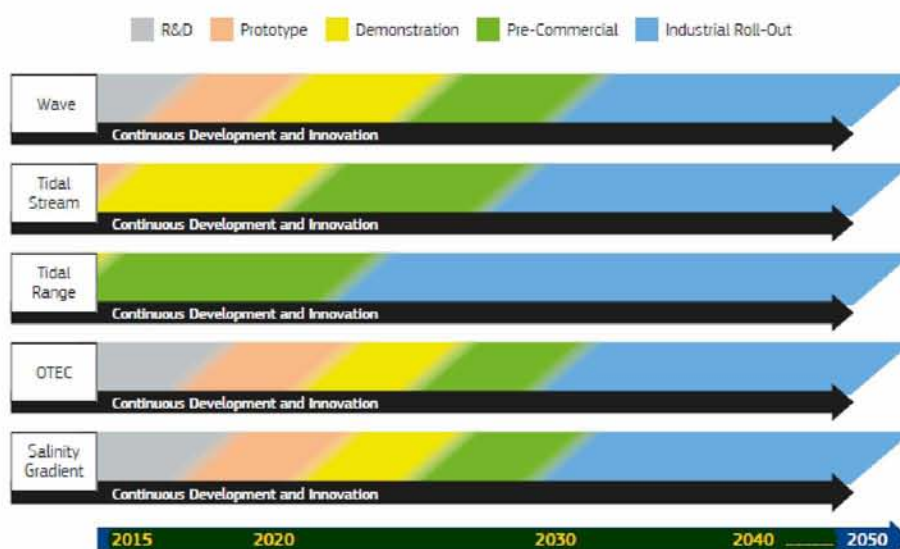 R&D Prototype Demonstration Pre-Commercial Industrial Roll-Out
Wave
Continuous Development and Innovation
Tidal
Stream
Continuous Development and Innovation
Tidal
Range
Continuous Development and Innovation
OTEC
Continuous Development and Innovation
Salinity
Gradient
Continuous Development and Innovation
2015 2020 2030 2040 2050